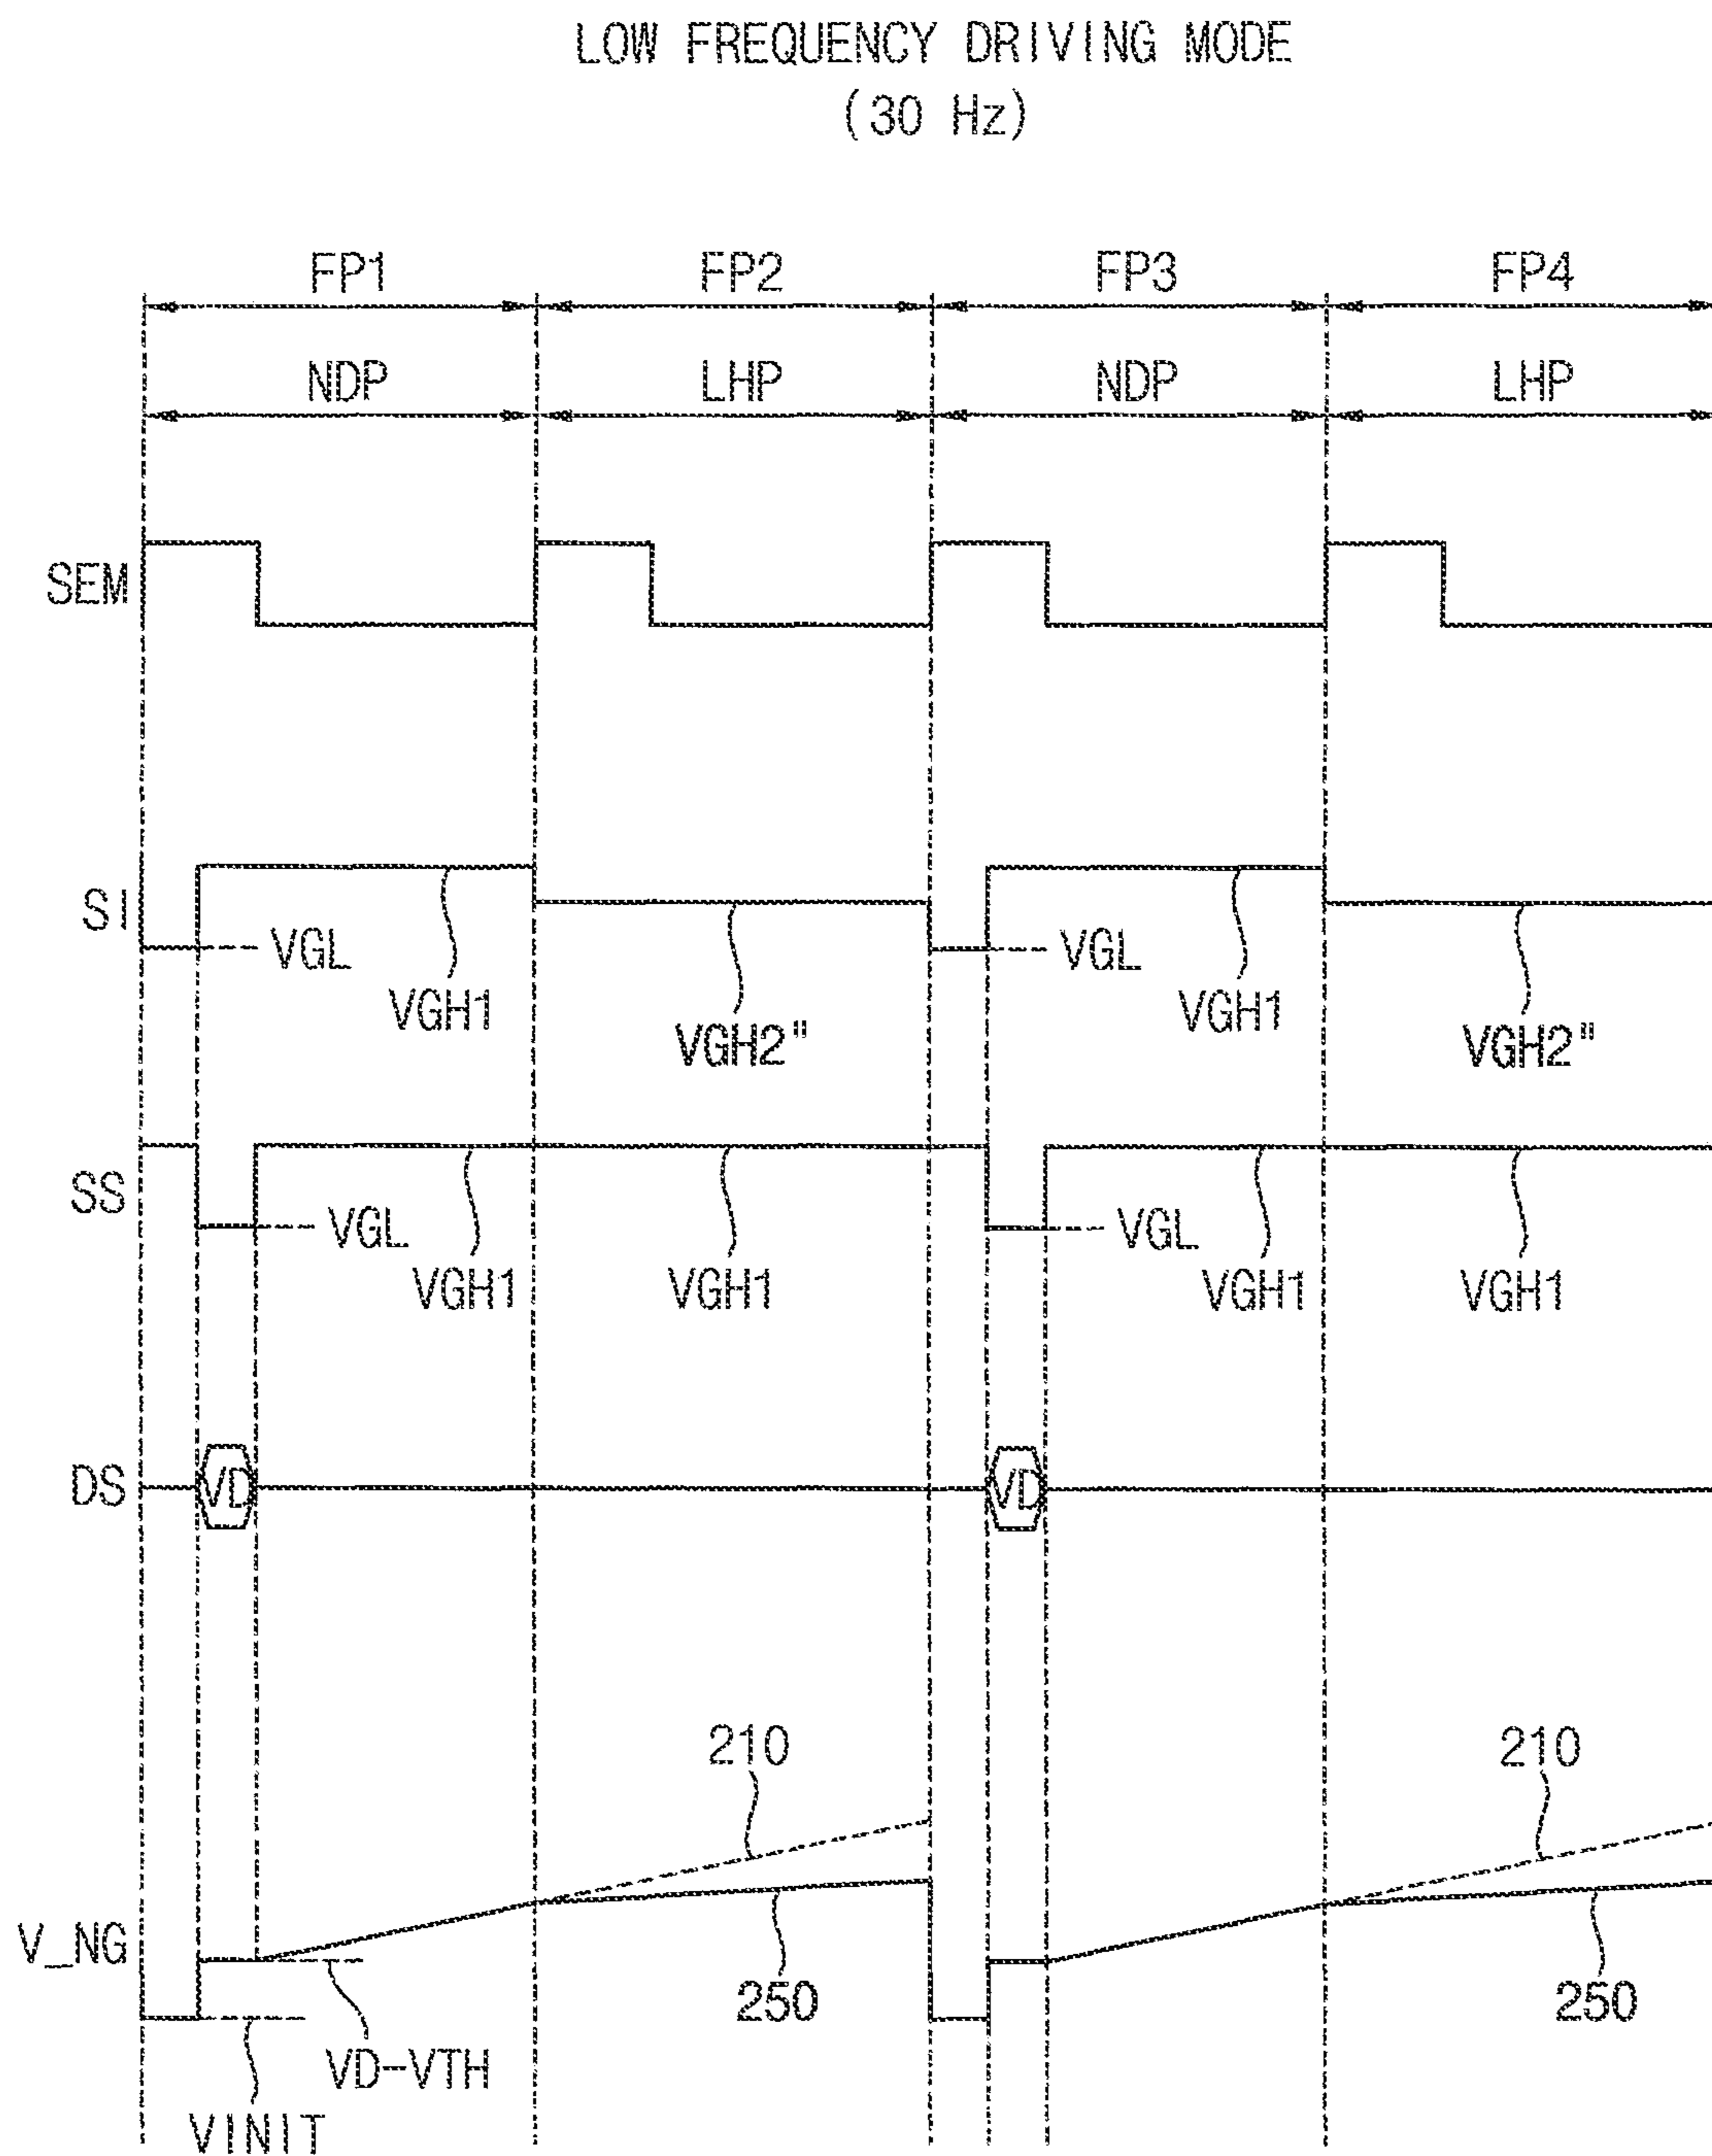 LOW FREQUENCY DRIVING MODE
(30 Hz)
FP1 FP2 FP3 FP4
NDP LHP NDP LHP
SEM
SI
VGL VGL
VGH1 VGH1
VGH2" VGH2"
SS
VGL VGL
VGH1 VGH1 VGH1 VGH1
DS VD VD
210 210
V_NG
250 250
VD-VTH
VINIT